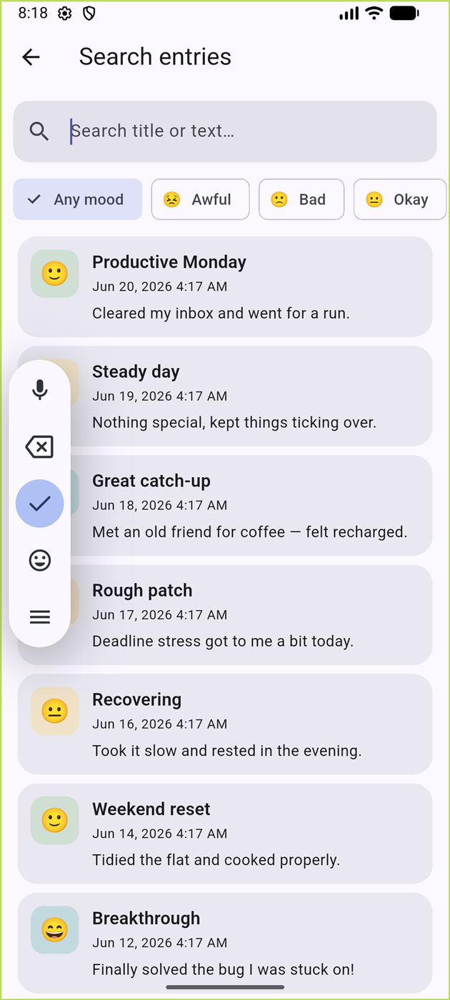 8:18
Search entries
Search title or text…
Any mood
Awful
Bad
Okay
Productive Monday
Jun 20, 2026 4:17 AM
Cleared my inbox and went for a run.
Steady day
Jun 19, 2026 4:17 AM
Nothing special, kept things ticking over.
Great catch-up
Jun 18, 2026 4:17 AM
Met an old friend for coffee — felt recharged.
Rough patch
Jun 17, 2026 4:17 AM
Deadline stress got to me a bit today.
Recovering
Jun 16, 2026 4:17 AM
Took it slow and rested in the evening.
Weekend reset
Jun 14, 2026 4:17 AM
Tidied the flat and cooked properly.
Breakthrough
Jun 12, 2026 4:17 AM
Finally solved the bug I was stuck on!